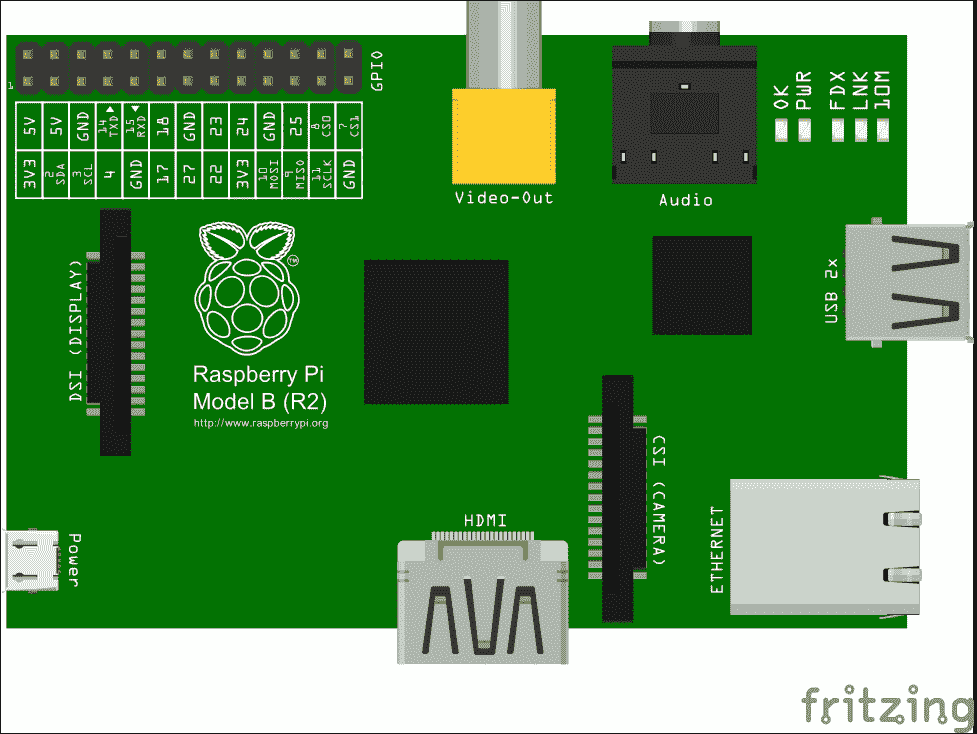 1
GPIO
5V 5V GND 14 TXD 15 RXD 18 GND 23 24 GND 25 8 CS0 7 CS1
3V3 2 SDA 3 SCL 4 GND 17 27 22 3V3 10 MOSI 9 MISO 11 SCLK GND
Video-Out
Audio
OK
PWR
FDX
LNK
10M
USB 2x
DSI (DISPLAY)
TM
Raspberry Pi
Model B (R2)
http://www.raspberrypi.org
CSI (CAMERA)
HDMI
ETHERNET
Power
fritzing